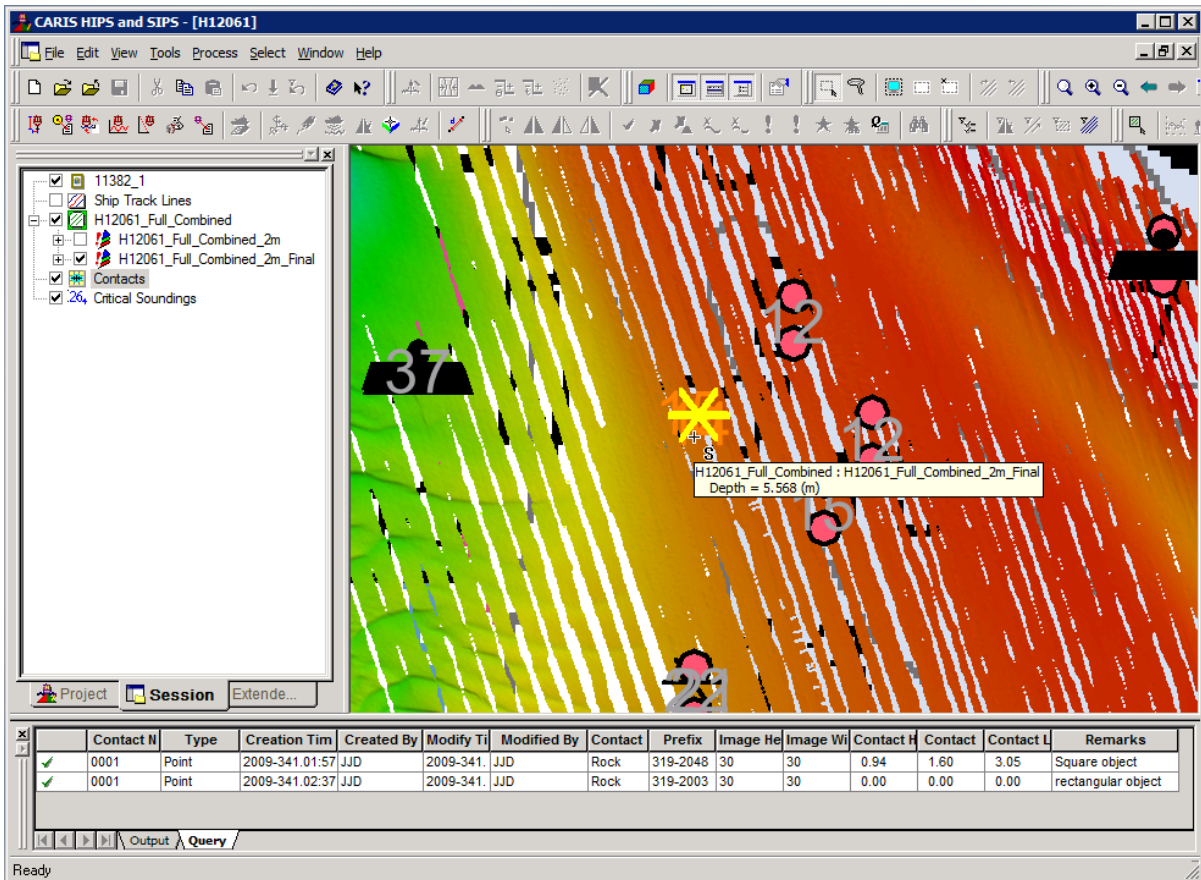 CARIS HIPS and SIPS - [H12061]
File Edit View Tools Process Select Window Help
11382_1
Ship Track Lines
H12061_Full_Combined
H12061_Full_Combined_2m
H12061_Full_Combined_2m_Final
Contacts
Critical Soundings
Project Session Extende...
12
37
12
S
H12061_Full_Combined : H12061_Full_Combined_2m_Final
Depth = 5.568 (m)
15
Contact N Type Creation Tim Created By Modify Ti Modified By Contact Prefix Image He Image Wi Contact H Contact Contact L Remarks
0001 Point 2009-341.01:57 JJD 2009-341. JJD Rock 319-2048 30 30 0.94 1.60 3.05 Square object
0001 Point 2009-341.02:37 JJD 2009-341. JJD Rock 319-2003 30 30 0.00 0.00 0.00 rectangular object
Output Query
Ready